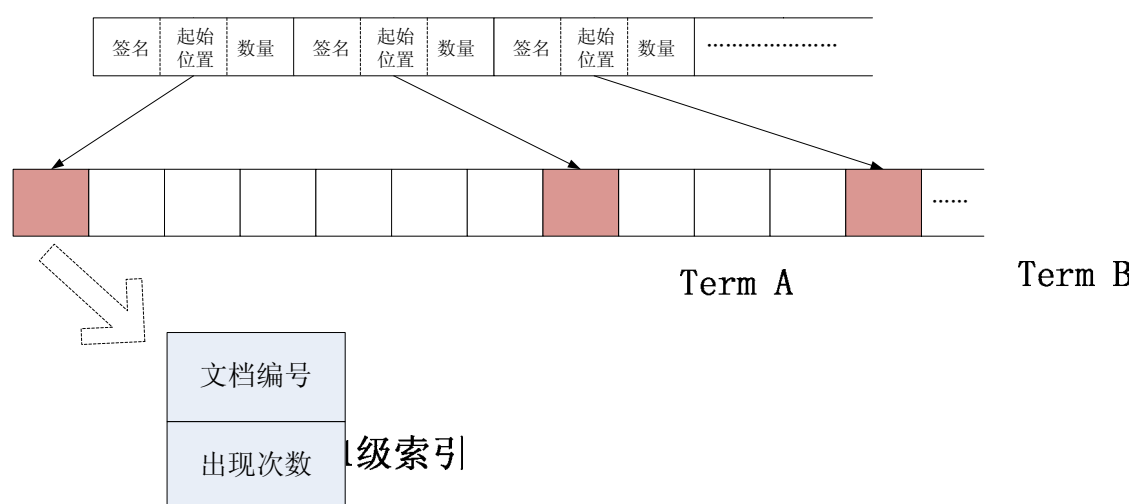 签名 起始位置 数量 签名 起始位置 数量 签名 起始位置 数量 …………………
……
Term A
Term B
文档编号
级索引
出现次数